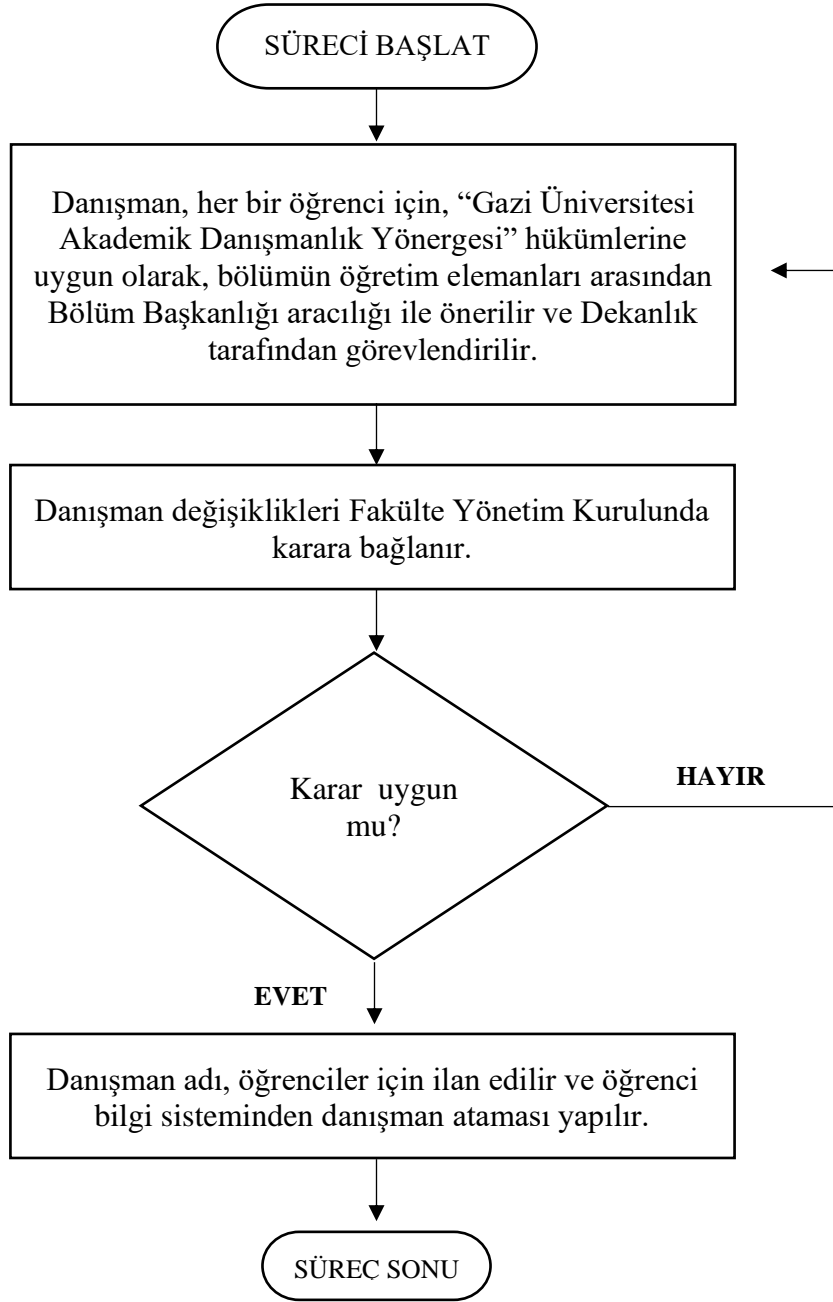 SÜRECİ BAŞLAT
Danışman, her bir öğrenci için, “Gazi Üniversitesi
Akademik Danışmanlık Yönergesi” hükümlerine
uygun olarak, bölümün öğretim elemanları arasından
Bölüm Başkanlığı aracılığı ile önerilir ve Dekanlık
tarafından görevlendirilir.
Danışman değişiklikleri Fakülte Yönetim Kurulunda
karara bağlanır.
Karar uygun
mu?
HAYIR
EVET
Danışman adı, öğrenciler için ilan edilir ve öğrenci
bilgi sisteminden danışman ataması yapılır.
SÜREÇ SONU